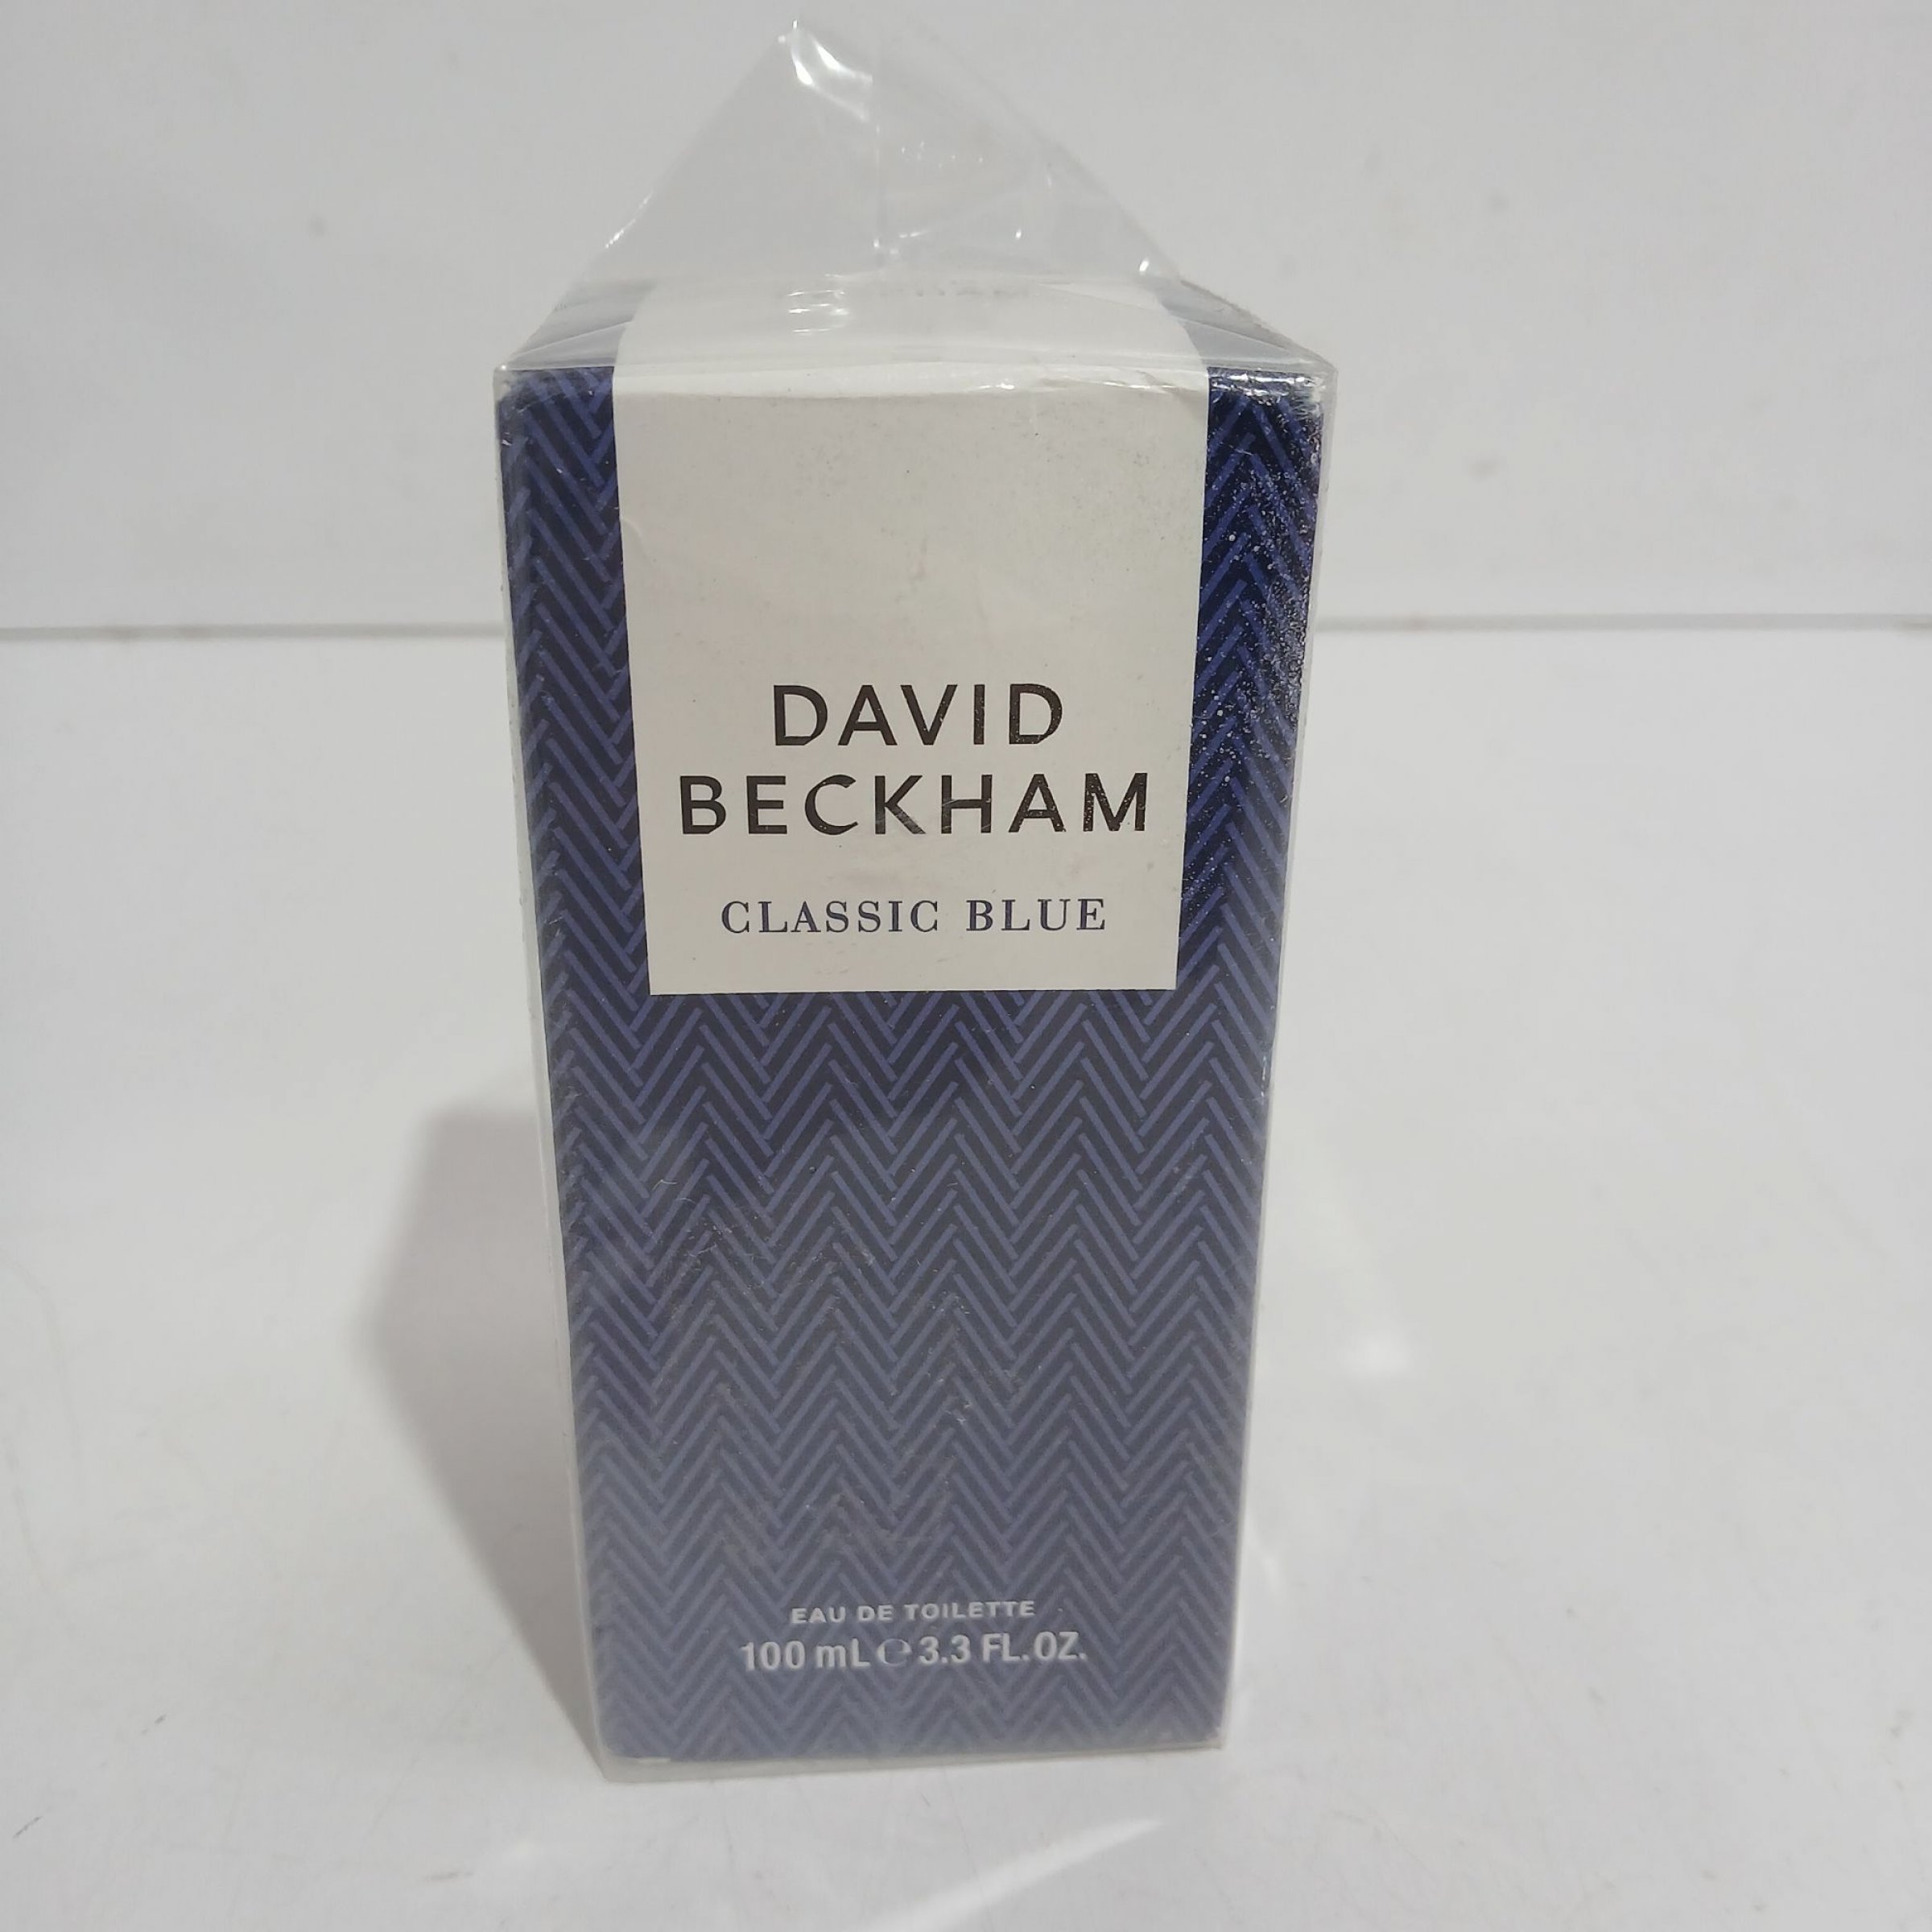 DAVID
BECKHAM
CLASSIC BLUE
EAU DE TOILETTE
100 mL ℮ 3.3 FL.OZ.